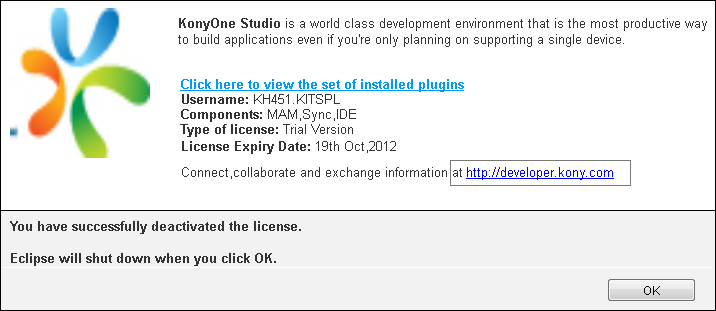 KonyOne Studio is a world class development environment that is the most productive way
to build applications even if you're only planning on supporting a single device.
Click here to view the set of installed plugins
Username: KH451.KITSPL
Components: MAM,Sync,IDE
Type of license: Trial Version
License Expiry Date: 19th Oct,2012
Connect,collaborate and exchange information at http://developer.kony.com
You have successfully deactivated the license.
Eclipse will shut down when you click OK.
OK